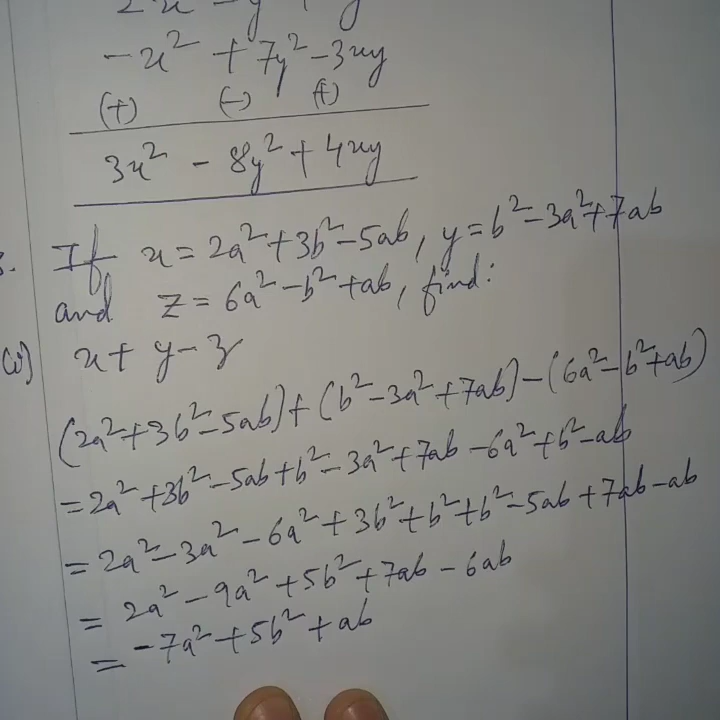 - x² + 7y² - 3xy
(+) (-) (+)
3x² - 8y² + 4xy
If x = 2a² + 3b² - 5ab, y = b² - 3a² + 7ab
and z = 6a² - b² + ab, find:
x + y - z
(2a² + 3b² - 5ab) + (b² - 3a² + 7ab) - (6a² - b² + ab)
= 2a² + 3b² - 5ab + b² - 3a² + 7ab - 6a² + b² - ab
= 2a² - 3a² - 6a² + 3b² + b² + b² - 5ab + 7ab - ab
= 2a² - 9a² + 5b² + 7ab - 6ab
= -7a² + 5b² + ab